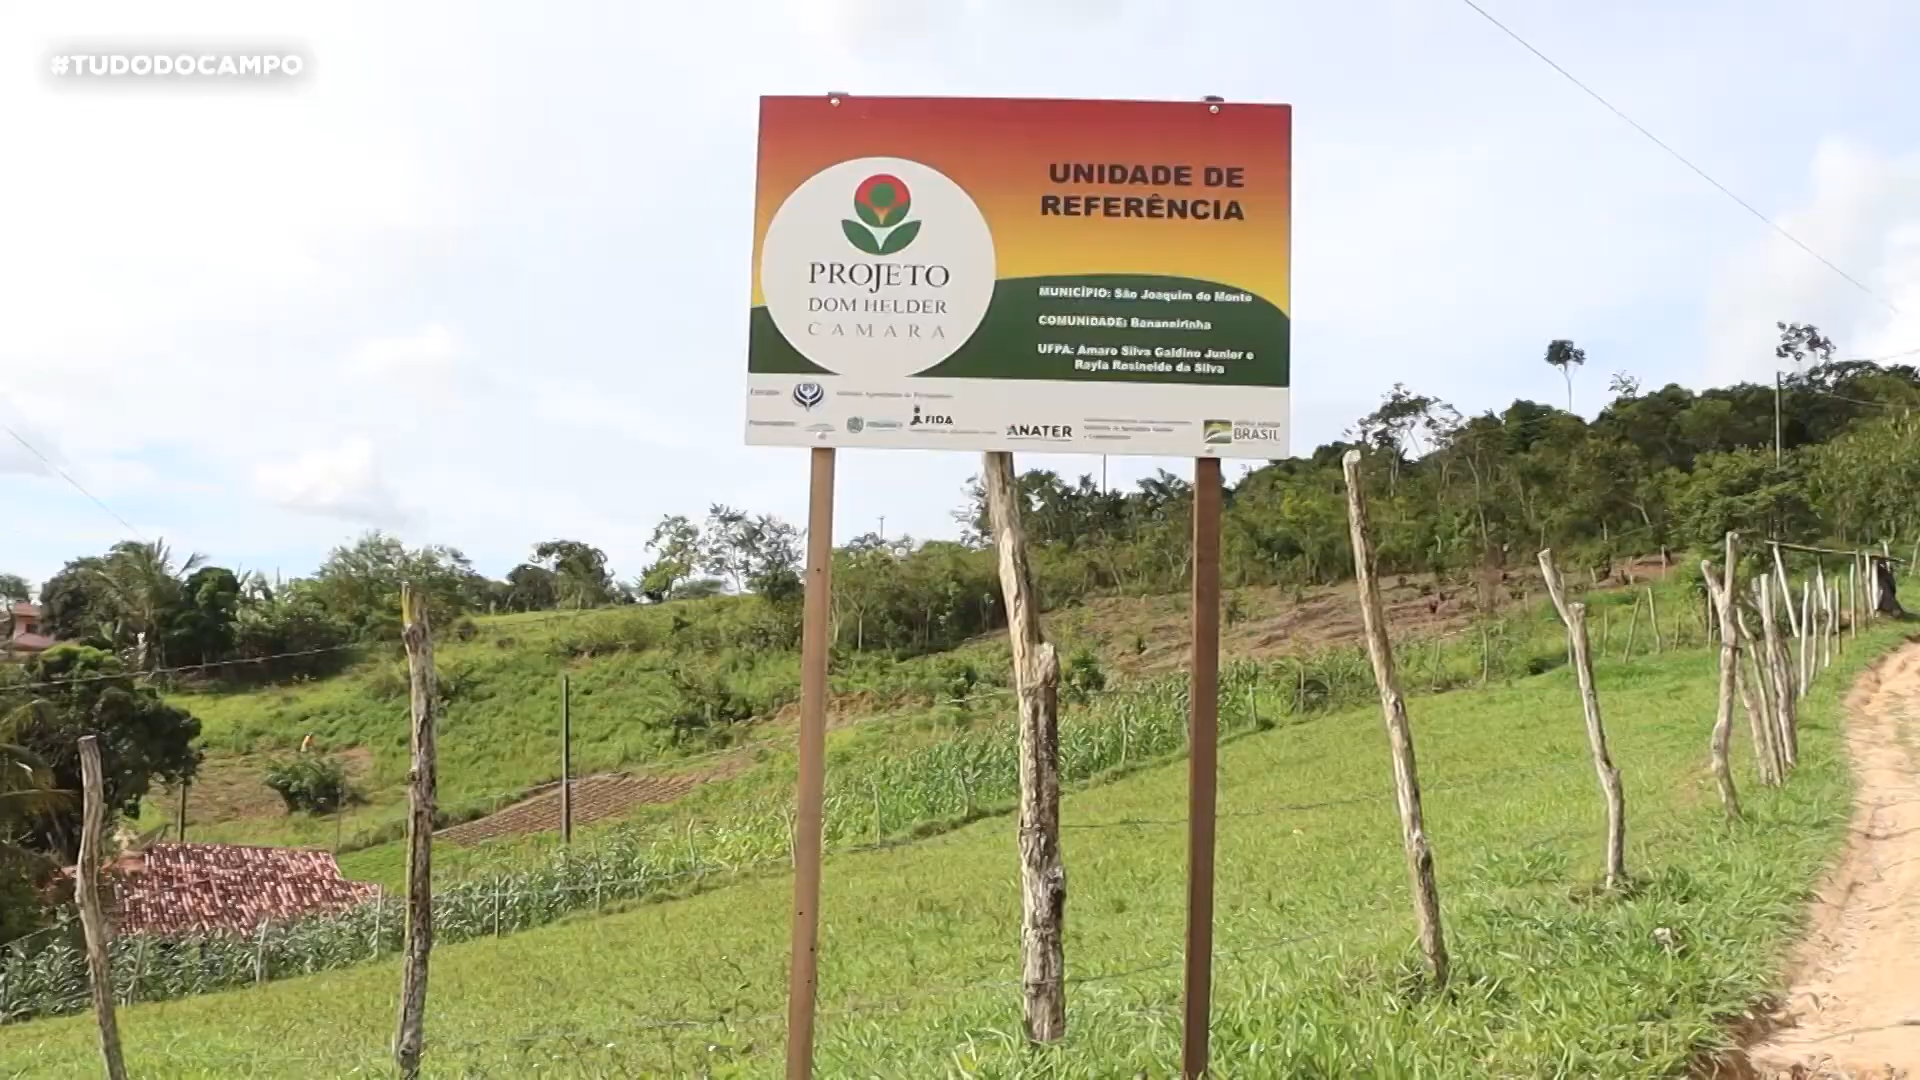 #TUDODOCAMPO
UNIDADE DE
REFERÊNCIA
PROJETO
DOM HELDER
CAMARA
MUNICÍPIO: São Joaquim do Monte
COMUNIDADE: Bananeirinha
UFPA: Amaro Silva Galdino Junior e
Rayla Rosineide da Silva
FIDA
ANATER
BRASIL